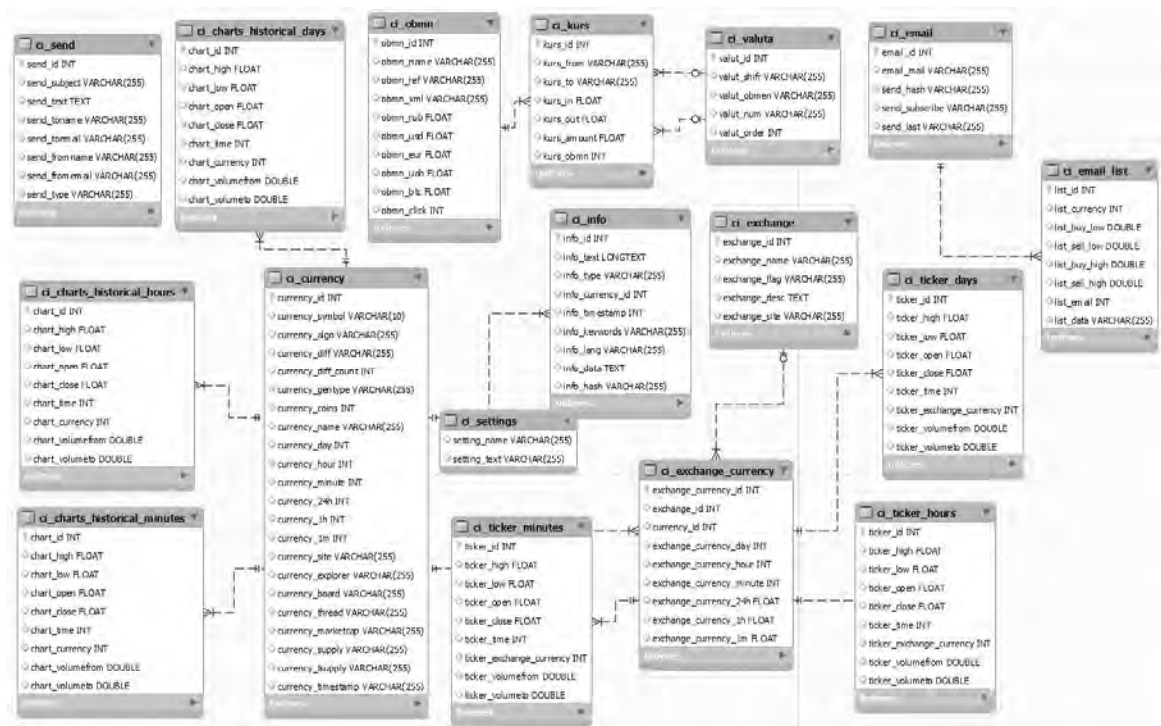 ci_send
send_id INT
send_subject VARCHAR(255)
send_text TEXT
send_toname VARCHAR(255)
send_toemail VARCHAR(255)
send_fromname VARCHAR(255)
send_fromemail VARCHAR(255)
send_type VARCHAR(255)
ci_charts_historical_days
chart_id INT
chart_high FLOAT
chart_low FLOAT
chart_open FLOAT
chart_close FLOAT
chart_time INT
chart_currency INT
chart_volumefrom DOUBLE
chart_volumeto DOUBLE
ci_obmn
obmn_id INT
obmn_name VARCHAR(255)
obmn_ref VARCHAR(255)
obmn_xml VARCHAR(255)
obmn_rub FLOAT
obmn_usd FLOAT
obmn_eur FLOAT
obmn_uah FLOAT
obmn_btc FLOAT
obmn_click INT
ci_kurs
kurs_id INT
kurs_from VARCHAR(255)
kurs_to VARCHAR(255)
kurs_in FLOAT
kurs_out FLOAT
kurs_amount FLOAT
kurs_obmn INT
ci_valuta
valut_id INT
valut_shift VARCHAR(255)
valut_obmen VARCHAR(255)
valut_num VARCHAR(255)
valut_order INT
ci_email
email_id INT
email_mail VARCHAR(255)
send_hash VARCHAR(255)
send_subscribe VARCHAR(255)
send_last VARCHAR(255)
ci_email_list
list_id INT
list_currency INT
list_buy_low DOUBLE
list_sell_low DOUBLE
list_buy_high DOUBLE
list_sell_high DOUBLE
list_email INT
list_data VARCHAR(255)
ci_charts_historical_hours
chart_id INT
chart_high FLOAT
chart_low FLOAT
chart_open FLOAT
chart_close FLOAT
chart_time INT
chart_currency INT
chart_volumefrom DOUBLE
chart_volumeto DOUBLE
ci_currency
currency_id INT
currency_symbol VARCHAR(10)
currency_algn VARCHAR(255)
currency_diff VARCHAR(255)
currency_diff_count INT
currency_gentype VARCHAR(255)
currency_coins INT
currency_name VARCHAR(255)
currency_day INT
currency_hour INT
currency_minute INT
currency_24h INT
currency_1h INT
currency_1m INT
currency_site VARCHAR(255)
currency_explorer VARCHAR(255)
currency_board VARCHAR(255)
currency_thread VARCHAR(255)
currency_marketcap VARCHAR(255)
currency_supply VARCHAR(255)
currency_tsupply VARCHAR(255)
currency_timestamp VARCHAR(255)
ci_info
info_id INT
info_text LONGTEXT
info_type VARCHAR(255)
info_currency_id INT
info_timestamp INT
info_keywords VARCHAR(255)
info_lang VARCHAR(255)
info_data TEXT
info_hash VARCHAR(255)
ci_exchange
exchange_id INT
exchange_name VARCHAR(255)
exchange_flag VARCHAR(255)
exchange_desc TEXT
exchange_site VARCHAR(255)
ci_ticker_days
ticker_id INT
ticker_high FLOAT
ticker_low FLOAT
ticker_open FLOAT
ticker_close FLOAT
ticker_time INT
ticker_exchange_currency INT
ticker_volumefrom DOUBLE
ticker_volumeto DOUBLE
ci_settings
setting_name VARCHAR(255)
setting_text VARCHAR(255)
ci_charts_historical_minutes
chart_id INT
chart_high FLOAT
chart_low FLOAT
chart_open FLOAT
chart_close FLOAT
chart_time INT
chart_currency INT
chart_volumefrom DOUBLE
chart_volumeto DOUBLE
ci_ticker_minutes
ticker_id INT
ticker_high FLOAT
ticker_low FLOAT
ticker_open FLOAT
ticker_close FLOAT
ticker_time INT
ticker_exchange_currency INT
ticker_volumefrom DOUBLE
ticker_volumeto DOUBLE
ci_exchange_currency
exchange_currency_id INT
exchange_id INT
currency_id INT
exchange_currency_day INT
exchange_currency_hour INT
exchange_currency_minute INT
exchange_currency_24h FLOAT
exchange_currency_1h FLOAT
exchange_currency_1m FLOAT
ci_ticker_hours
ticker_id INT
ticker_high FLOAT
ticker_low FLOAT
ticker_open FLOAT
ticker_close FLOAT
ticker_time INT
ticker_exchange_currency INT
ticker_volumefrom DOUBLE
ticker_volumeto DOUBLE